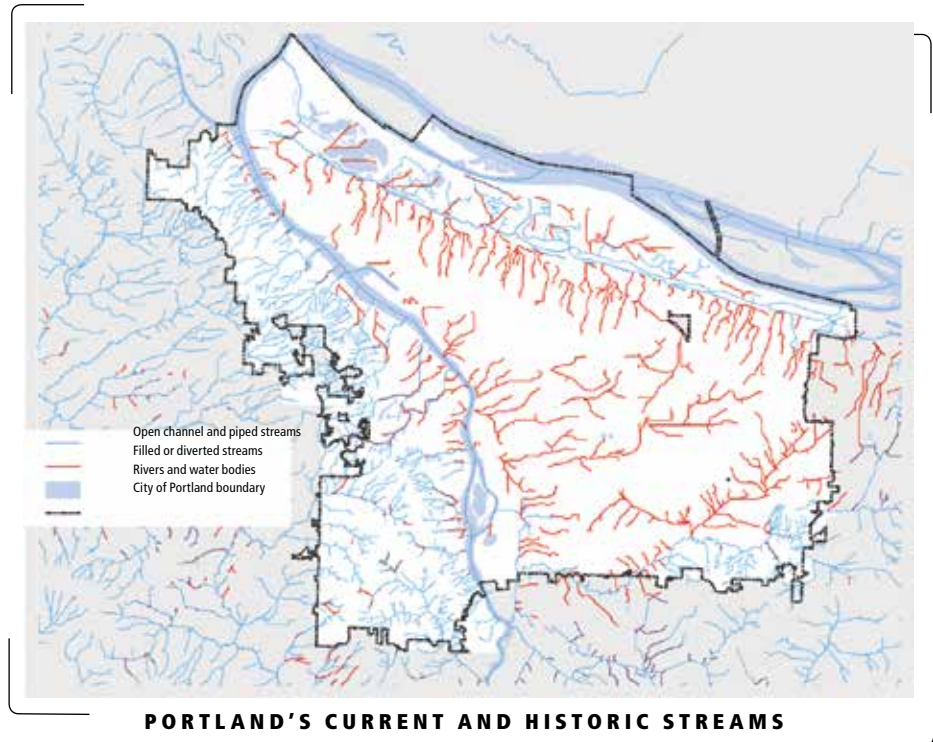 Open channel and piped streams
Filled or diverted streams
Rivers and water bodies
City of Portland boundary
PORTLAND'S CURRENT AND HISTORIC STREAMS